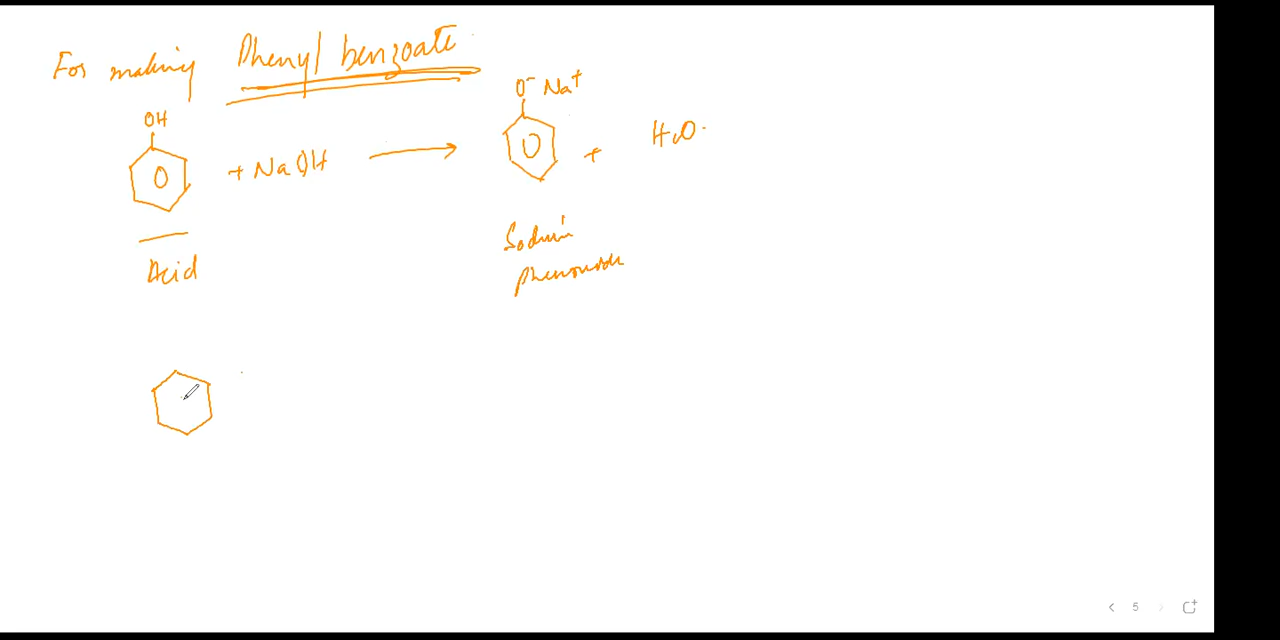 For making Phenyl benzoate
OH
+ NaOH
O⁻ Na⁺
+ H₂O.
Acid
Sodium
phenoxide
< 5 >